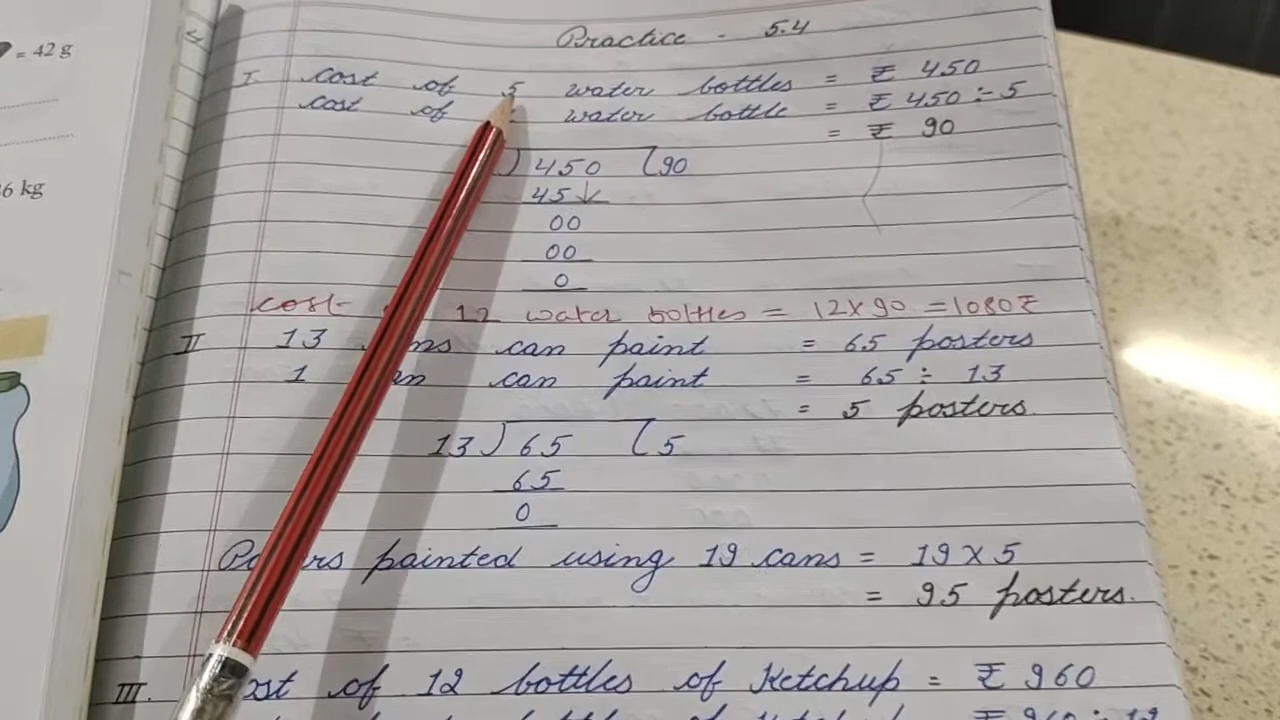 = 42 g
6 kg
Practice - 5.4
I cost of 5 water bottles = ₹ 450
cost of water bottle = ₹ 450 ÷ 5
= ₹ 90
) 450 ( 90
45 ↓
00
00
0
cost 12 water bottles = 12 x 90 = 1080 ₹
II 13 can paint = 65 posters
1 can paint = 65 ÷ 13
= 5 posters.
13 ) 65 ( 5
65
0
painted using 19 cans = 19 x 5
= 95 posters.
III. of 12 bottles of Ketchup = ₹ 960